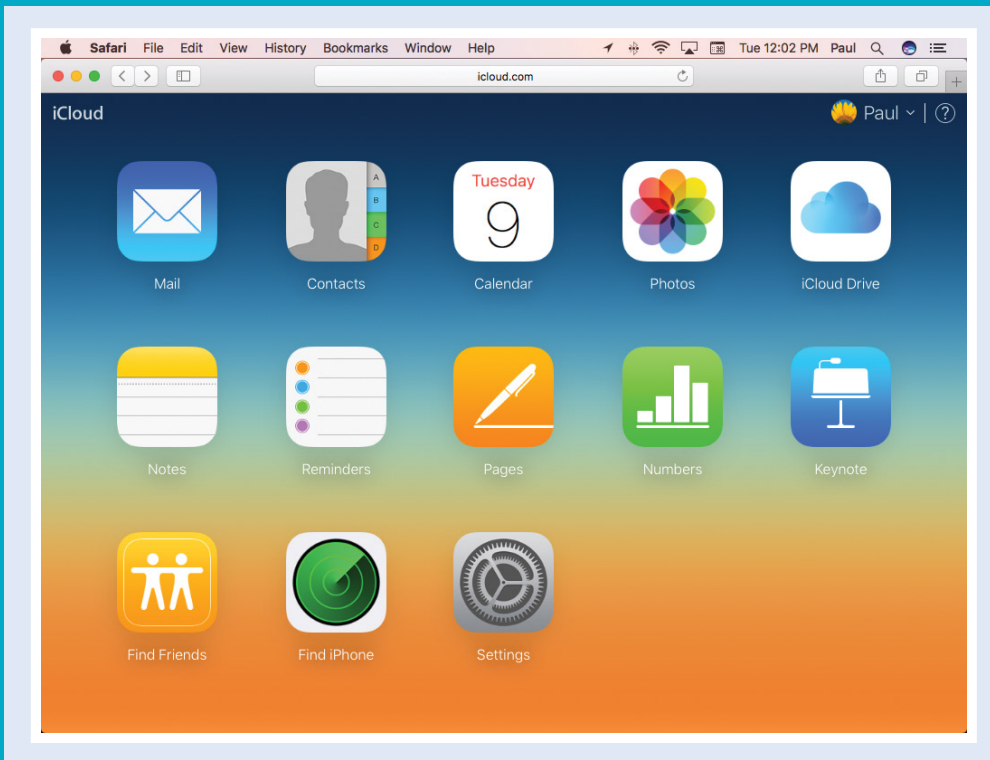 Safari File Edit View History Bookmarks Window Help Tue 12:02 PM Paul
icloud.com
iCloud Paul
A
B
C
D
Tuesday
9
Mail Contacts Calendar Photos iCloud Drive
Notes Reminders Pages Numbers Keynote
Find Friends Find iPhone Settings